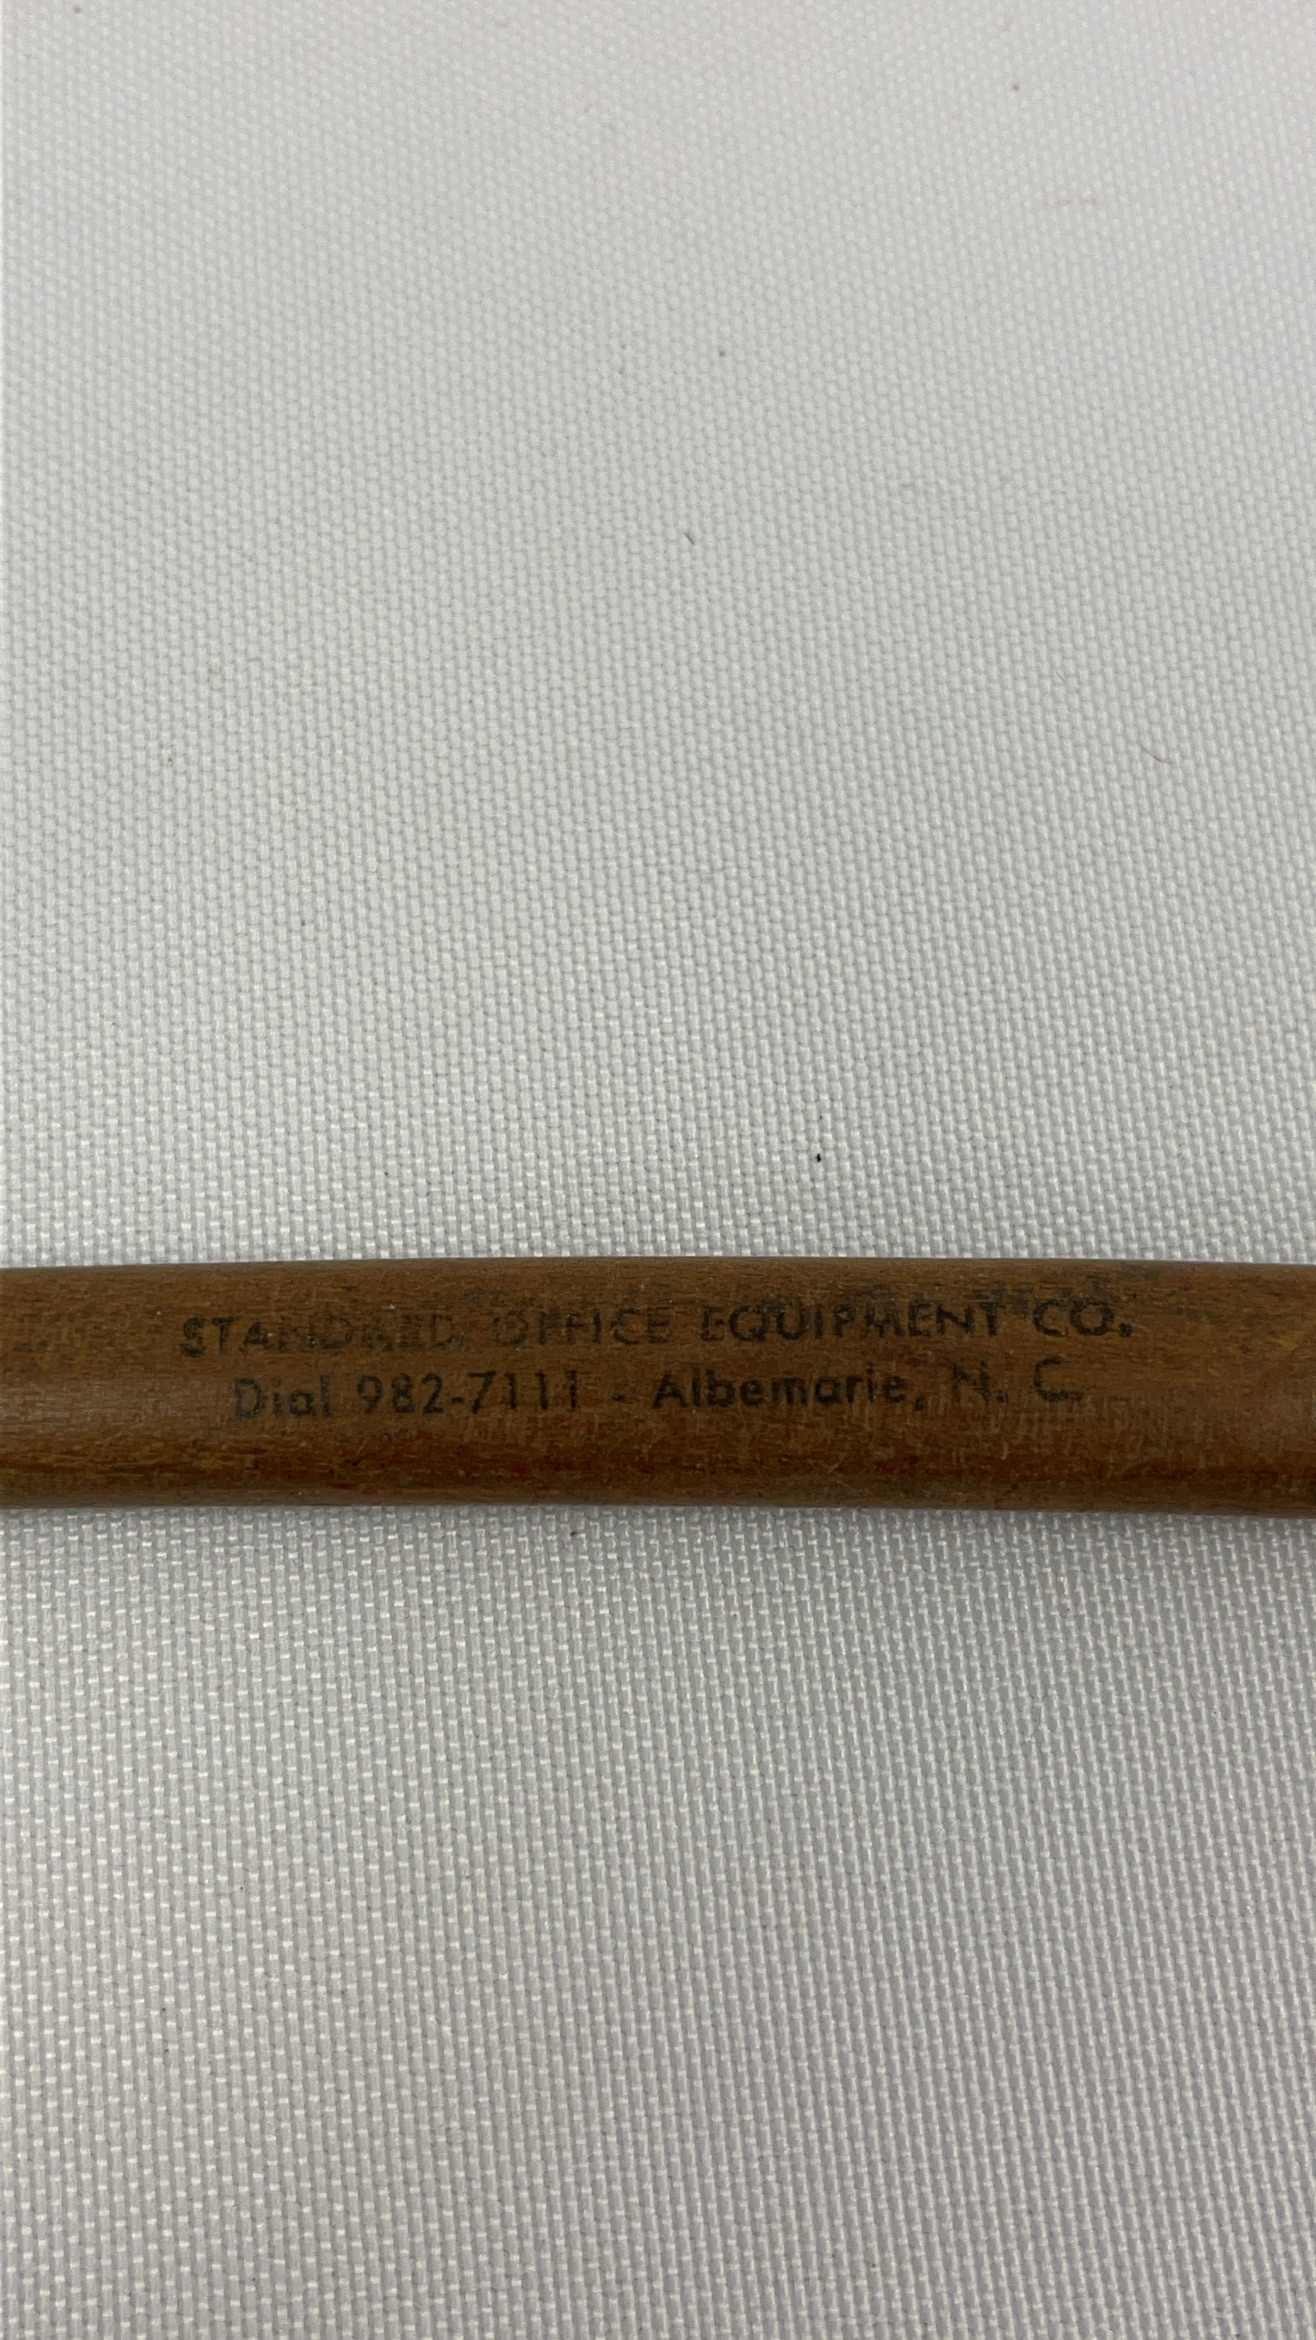 STANDARD OFFICE EQUIPMENT CO.
Dial 982-7111 - Albemarle, N. C.